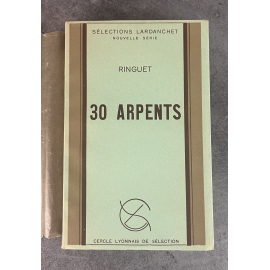 SÉLECTIONS LARDANCHET
NOUVELLE SÉRIE
RINGUET
30 ARPENTS
CERCLE LYONNAIS DE SÉLECTION